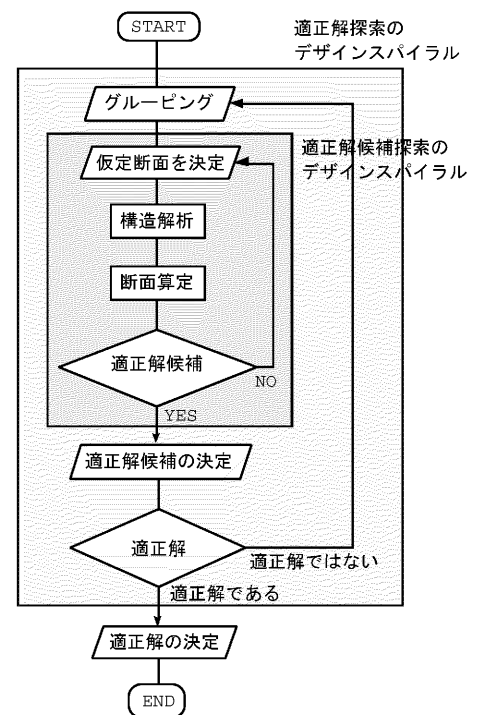 START
適正解探索の
デザインスパイラル
グルーピング
適正解候補探索の
デザインスパイラル
仮定断面を決定
構造解析
断面算定
適正解候補
NO
YES
適正解候補の決定
適正解
適正解ではない
適正解である
適正解の決定
END